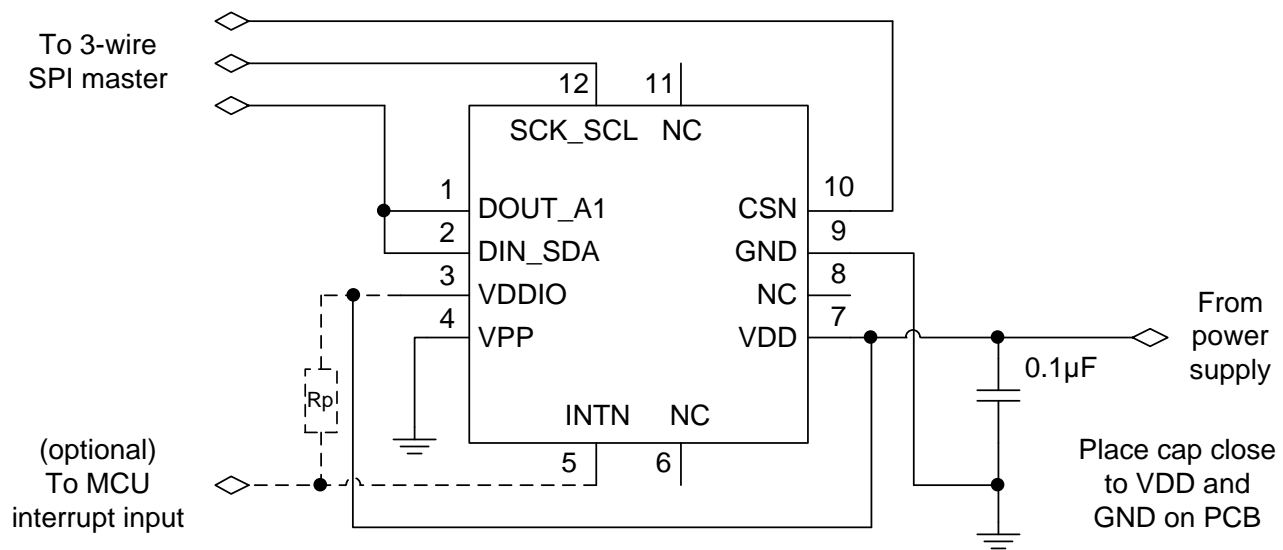 To 3-wire
SPI master
12
11
SCK_SCL
NC
1
DOUT_A1
2
DIN_SDA
3
VDDIO
4
VPP
10
CSN
9
GND
8
NC
7
VDD
INTN
NC
5
6
Rp
(optional)
To MCU
interrupt input
From
power
supply
0.1µF
Place cap close
to VDD and
GND on PCB